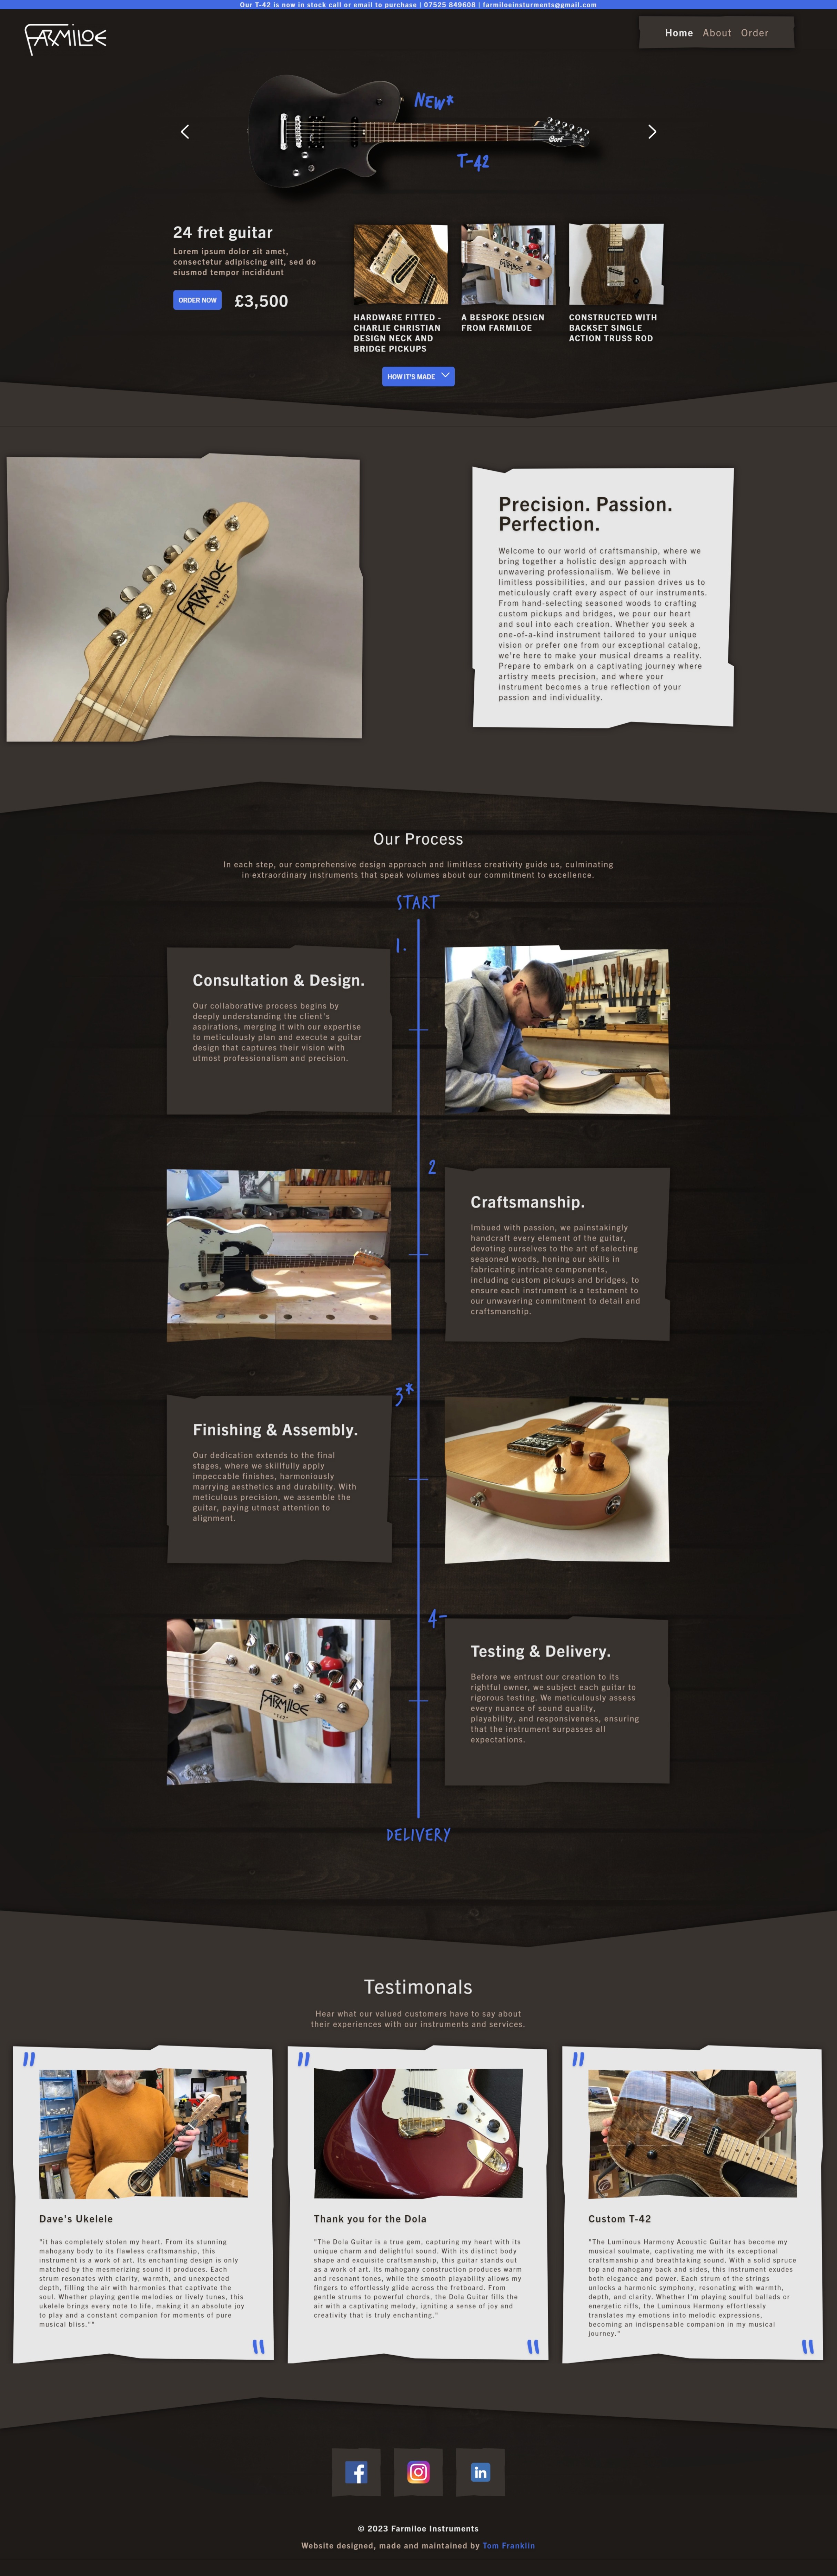 Our T-42 is now in stock call or email to purchase | 07525 849608 | farmiloeinsturments@gmail.com
FARMILOE
Home About Order
NEW*
Cort
T-42
24 fret guitar
Lorem ipsum dolor sit amet,
consectetur adipiscing elit, sed do
eiusmod tempor incididunt
ORDER NOW £3,500
FARMILOE
HARDWARE FITTED -
CHARLIE CHRISTIAN
DESIGN NECK AND
BRIDGE PICKUPS
A BESPOKE DESIGN
FROM FARMILOE
CONSTRUCTED WITH
BACKSET SINGLE
ACTION TRUSS ROD
HOW IT'S MADE
FARMILOE
"T42"
Precision. Passion.
Perfection.
Welcome to our world of craftsmanship, where we
bring together a holistic design approach with
unwavering professionalism. We believe in
limitless possibilities, and our passion drives us to
meticulously craft every aspect of our instruments.
From hand-selecting seasoned woods to crafting
custom pickups and bridges, we pour our heart
and soul into each creation. Whether you seek a
one-of-a-kind instrument tailored to your unique
vision or prefer one from our exceptional catalog,
we're here to make your musical dreams a reality.
Prepare to embark on a captivating journey where
artistry meets precision, and where your
instrument becomes a true reflection of your
passion and individuality.
Our Process
In each step, our comprehensive design approach and limitless creativity guide us, culminating
in extraordinary instruments that speak volumes about our commitment to excellence.
START
1.
Consultation & Design.
Our collaborative process begins by
deeply understanding the client's
aspirations, merging it with our expertise
to meticulously plan and execute a guitar
design that captures their vision with
utmost professionalism and precision.
2
Craftsmanship.
Imbued with passion, we painstakingly
handcraft every element of the guitar,
devoting ourselves to the art of selecting
seasoned woods, honing our skills in
fabricating intricate components,
including custom pickups and bridges, to
ensure each instrument is a testament to
our unwavering commitment to detail and
craftsmanship.
3*
Finishing & Assembly.
Our dedication extends to the final
stages, where we skillfully apply
impeccable finishes, harmoniously
marrying aesthetics and durability. With
meticulous precision, we assemble the
guitar, paying utmost attention to
alignment.
4-
FARMILOE
"T42"
Testing & Delivery.
Before we entrust our creation to its
rightful owner, we subject each guitar to
rigorous testing. We meticulously assess
every nuance of sound quality,
playability, and responsiveness, ensuring
that the instrument surpasses all
expectations.
DELIVERY
Testimonals
Hear what our valued customers have to say about
their experiences with our instruments and services.
"
Dave's Ukelele
"it has completely stolen my heart. From its stunning
mahogany body to its flawless craftsmanship, this
instrument is a work of art. Its enchanting design is only
matched by the mesmerizing sound it produces. Each
strum resonates with clarity, warmth, and unexpected
depth, filling the air with harmonies that captivate the
soul. Whether playing gentle melodies or lively tunes, this
ukelele brings every note to life, making it an absolute joy
to play and a constant companion for moments of pure
musical bliss.""
"
"
Thank you for the Dola
"The Dola Guitar is a true gem, capturing my heart with its
unique charm and delightful sound. With its distinct body
shape and exquisite craftsmanship, this guitar stands out
as a work of art. Its mahogany construction produces warm
and resonant tones, while the smooth playability allows my
fingers to effortlessly glide across the fretboard. From
gentle strums to powerful chords, the Dola Guitar fills the
air with a captivating melody, igniting a sense of joy and
creativity that is truly enchanting."
"
"
Custom T-42
"The Luminous Harmony Acoustic Guitar has become my
musical soulmate, captivating me with its exceptional
craftsmanship and breathtaking sound. With a solid spruce
top and mahogany back and sides, this instrument exudes
both elegance and power. Each strum of the strings
unlocks a harmonic symphony, resonating with warmth,
depth, and clarity. Whether I'm playing soulful ballads or
energetic riffs, the Luminous Harmony effortlessly
translates my emotions into melodic expressions,
becoming an indispensable companion in my musical
journey."
"
f
in
© 2023 Farmiloe Instruments
Website designed, made and maintained by Tom Franklin